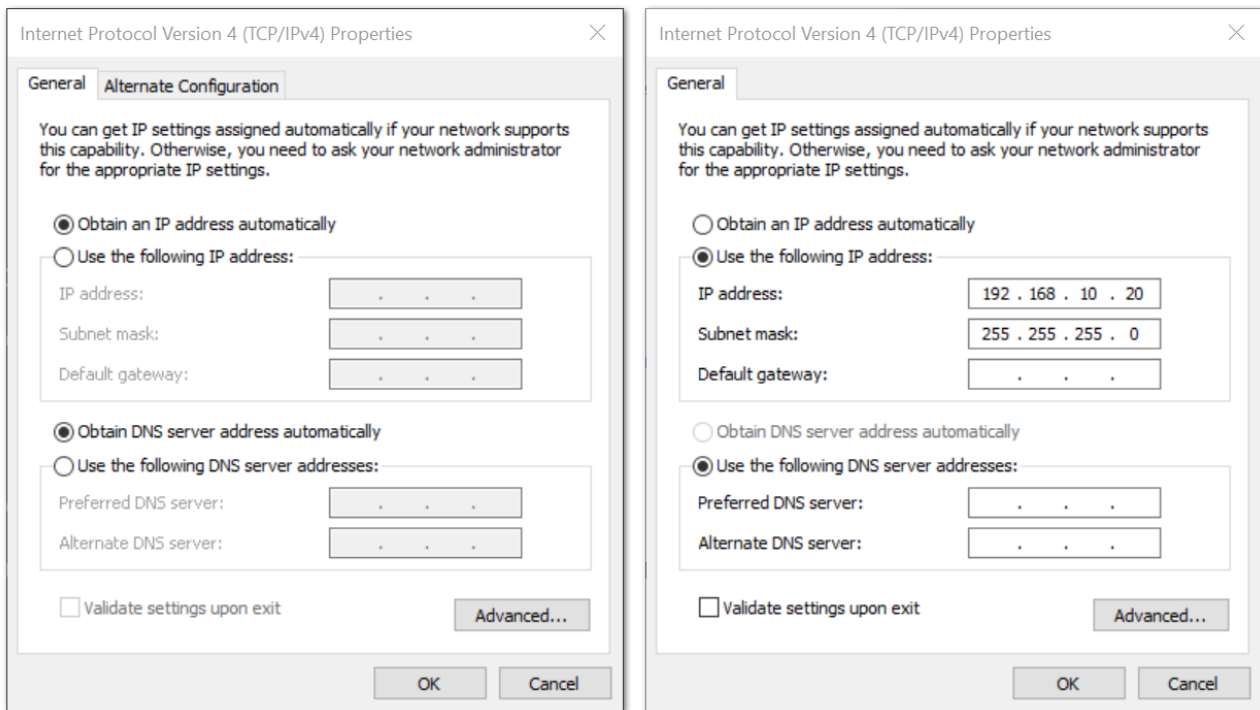 Internet Protocol Version 4 (TCP/IPv4) Properties
General
Alternate Configuration
You can get IP settings assigned automatically if your network supports
this capability. Otherwise, you need to ask your network administrator
for the appropriate IP settings.
Obtain an IP address automatically
Use the following IP address:
IP address: . . .
Subnet mask: . . .
Default gateway: . . .
Obtain DNS server address automatically
Use the following DNS server addresses:
Preferred DNS server: . . .
Alternate DNS server: . . .
Validate settings upon exit
Advanced...
OK
Cancel
Internet Protocol Version 4 (TCP/IPv4) Properties
General
You can get IP settings assigned automatically if your network supports
this capability. Otherwise, you need to ask your network administrator
for the appropriate IP settings.
Obtain an IP address automatically
Use the following IP address:
IP address: 192 . 168 . 10 . 20
Subnet mask: 255 . 255 . 255 . 0
Default gateway: . . .
Obtain DNS server address automatically
Use the following DNS server addresses:
Preferred DNS server: . . .
Alternate DNS server: . . .
Validate settings upon exit
Advanced...
OK
Cancel